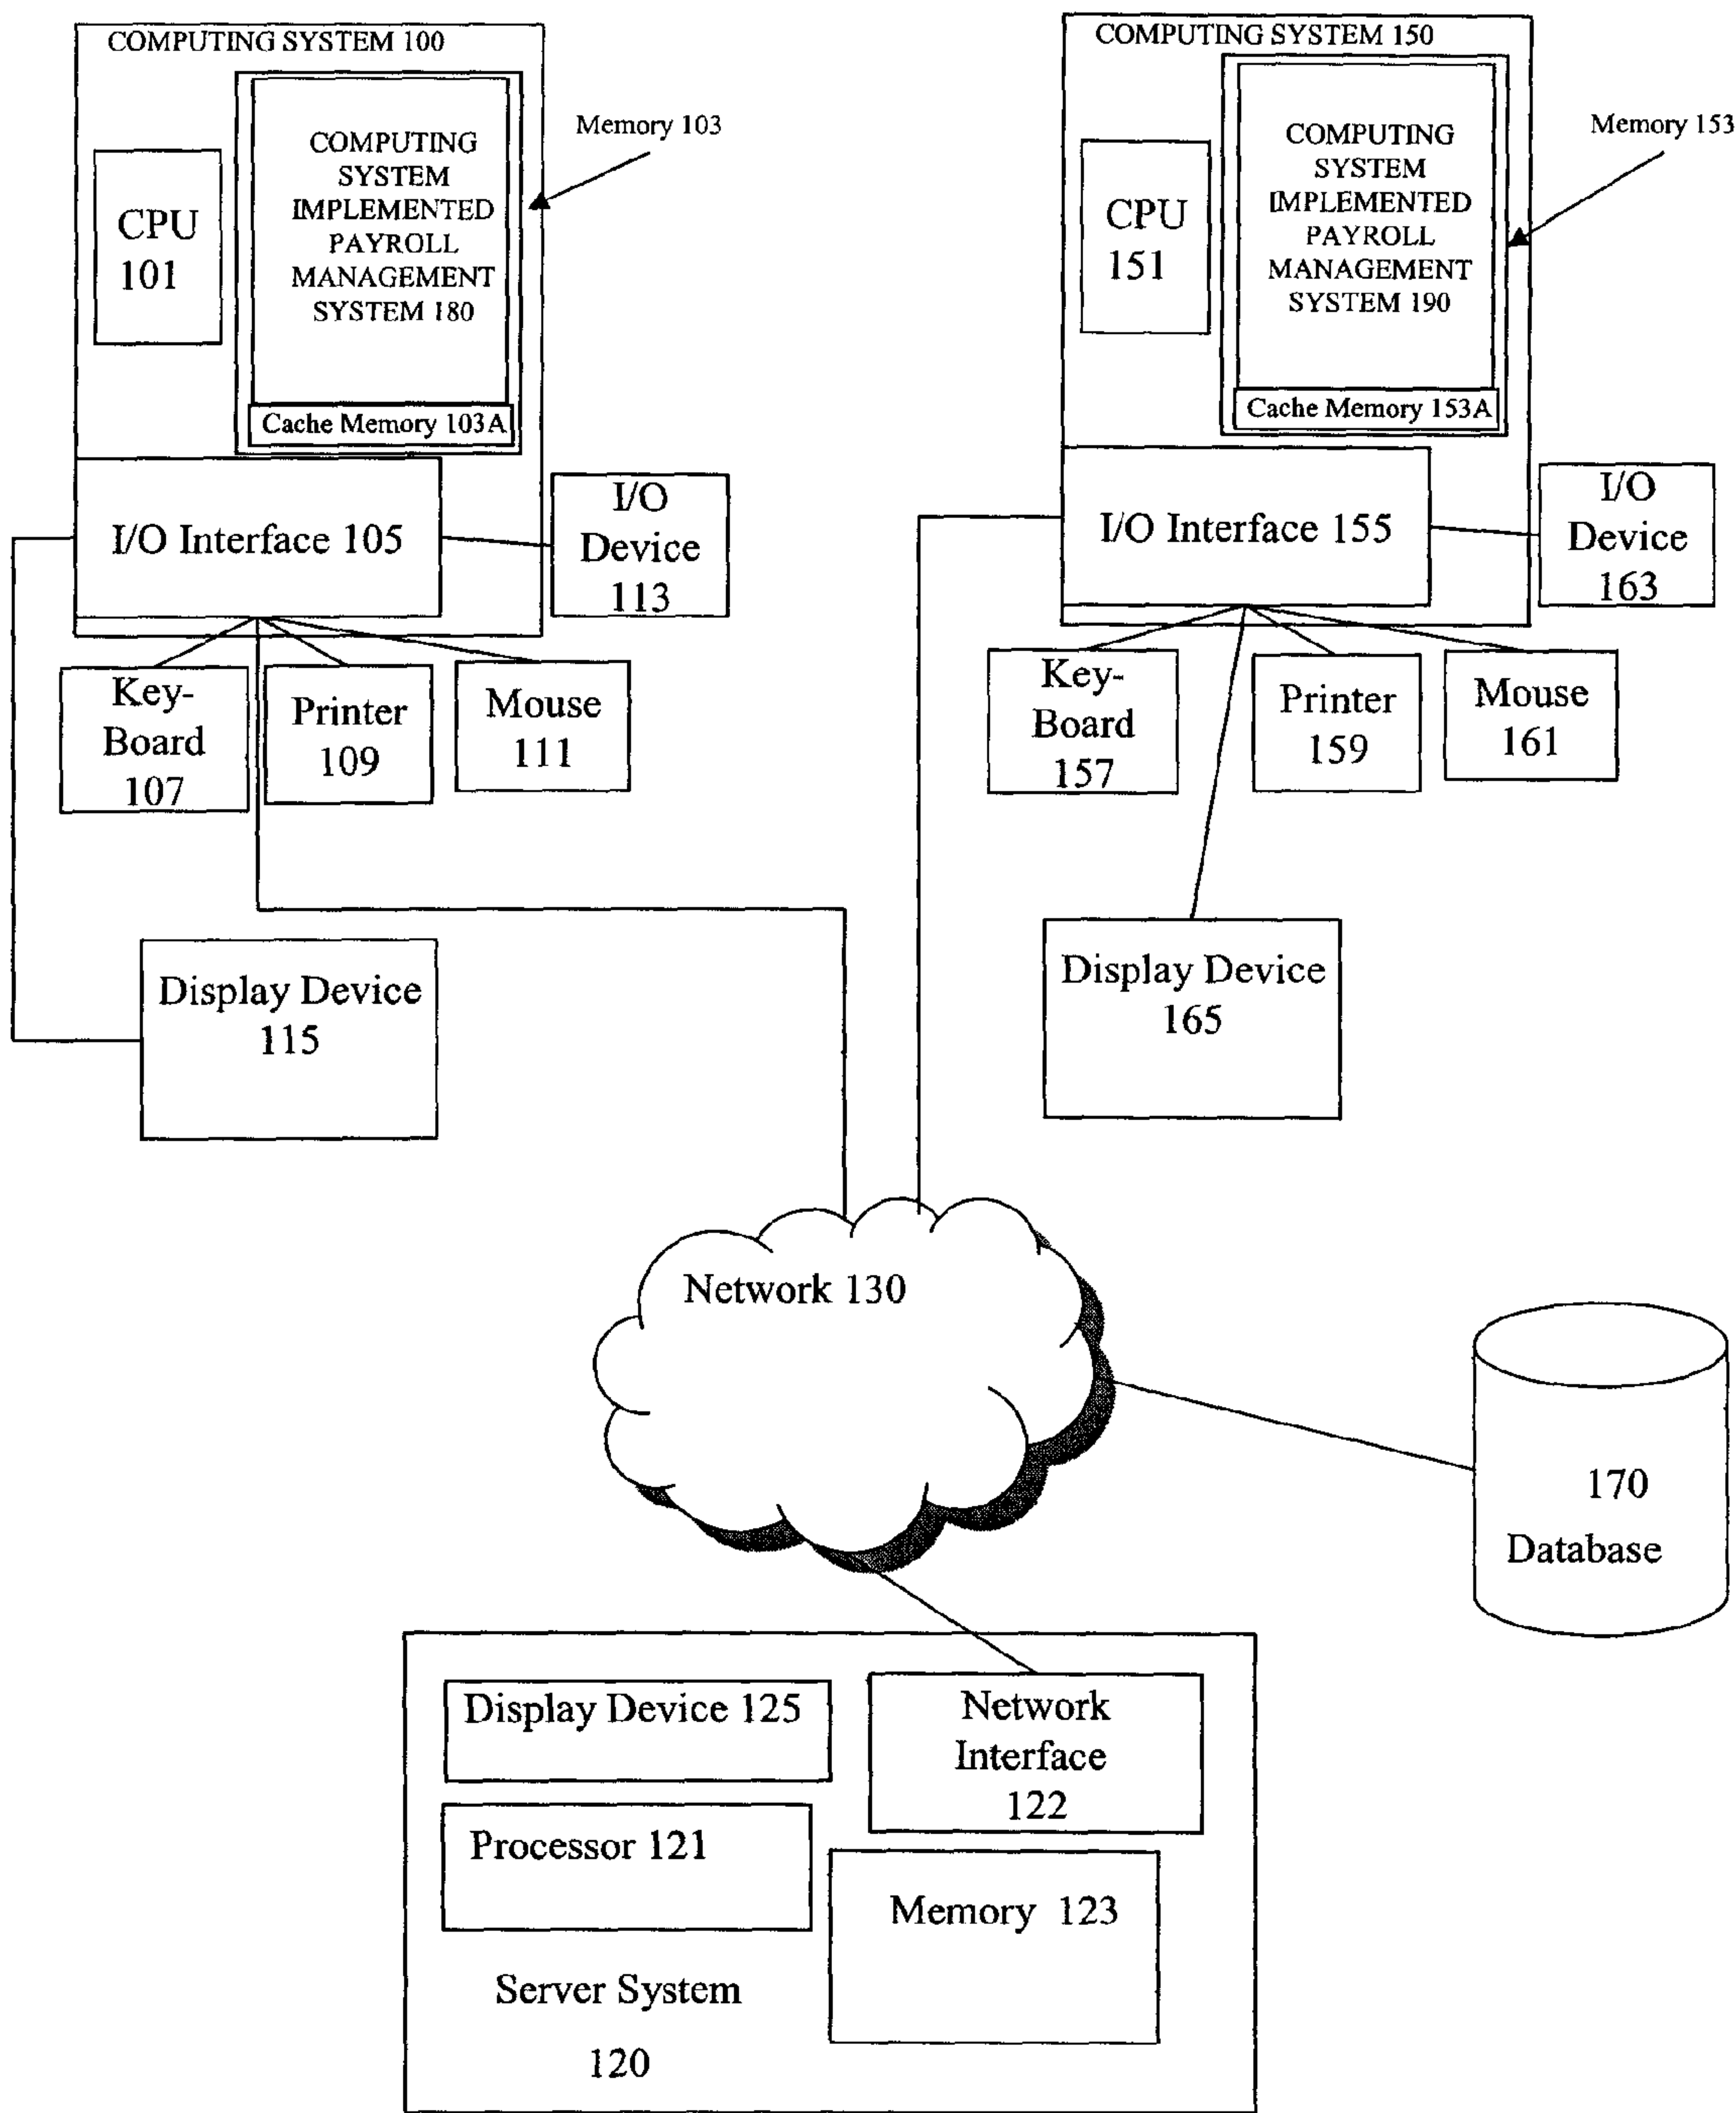 COMPUTING SYSTEM 100
CPU
101
COMPUTING
SYSTEM
IMPLEMENTED
PAYROLL
MANAGEMENT
SYSTEM 180
Cache Memory 103A
Memory 103
I/O Interface 105
I/O
Device
113
Key-
Board
107
Printer
109
Mouse
111
Display Device
115
COMPUTING SYSTEM 150
CPU
151
COMPUTING
SYSTEM
IMPLEMENTED
PAYROLL
MANAGEMENT
SYSTEM 190
Cache Memory 153A
Memory 153
I/O Interface 155
I/O
Device
163
Key-
Board
157
Printer
159
Mouse
161
Display Device
165
Network 130
170
Database
Display Device 125
Network
Interface
122
Processor 121
Memory 123
Server System
120